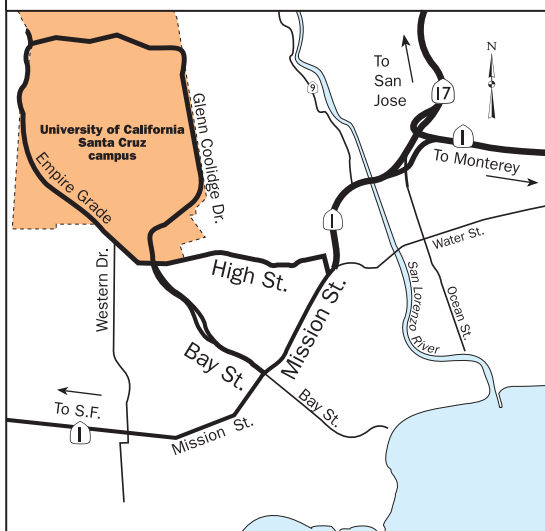 To
San
Jose
N
9
17
1
To Monterey
University of California
Santa Cruz
campus
Glenn Coolidge Dr.
Empire Grade
1
Water St.
High St.
Western Dr.
Mission St.
San Lorenzo
River
Ocean St.
Bay St.
Bay St.
To S.F.
1
Mission St.